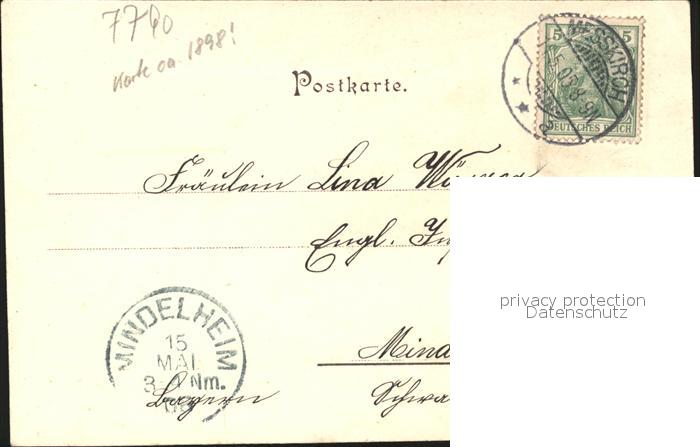 7740
Karte ca. 1898!
Postkarte.
MESSKIRCH
5 5
DEUTSCHES REICH
Fräulein Lina
Engl.
privacy protection
Datenschutz
MINDELHEIM
15
MAI
Nm.
Mind
Bayern Schwa